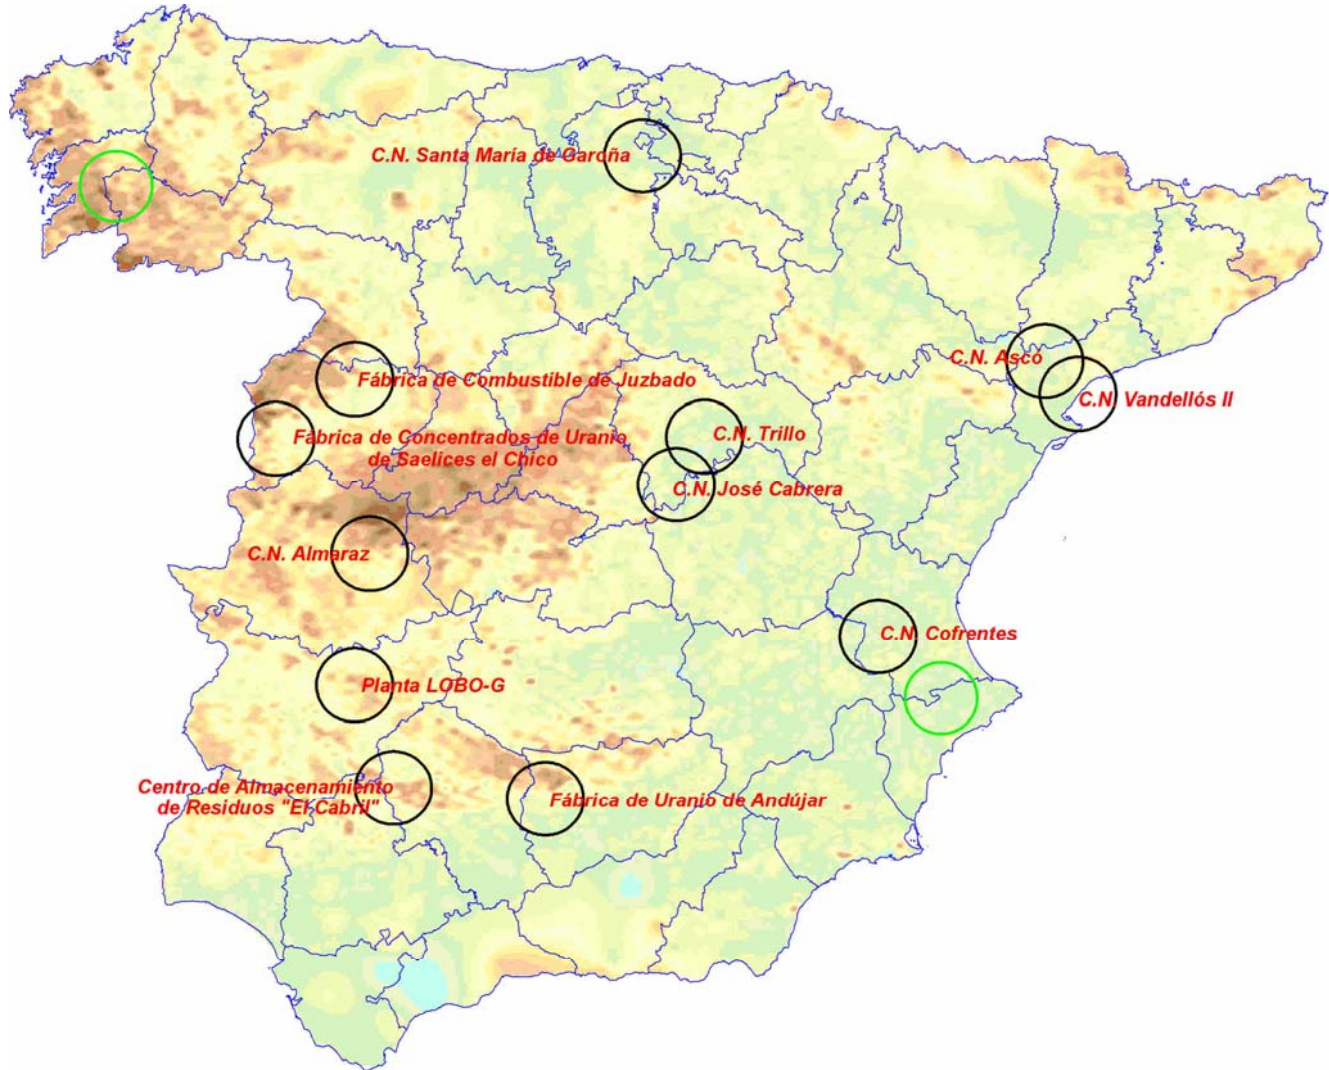 C.N. Santa María de Garoña
C.N. Ascó
Fábrica de Combustible de Juzbado
C.N. Vandellós II
Fábrica de Concentrados de Uranio
de Saelices el Chico
C.N. Trillo
C.N. José Cabrera
C.N. Almaraz
C.N. Cofrentes
Planta LOBO-G
Centro de Almacenamiento
de Residuos "El Cabril"
Fábrica de Uranio de Andújar